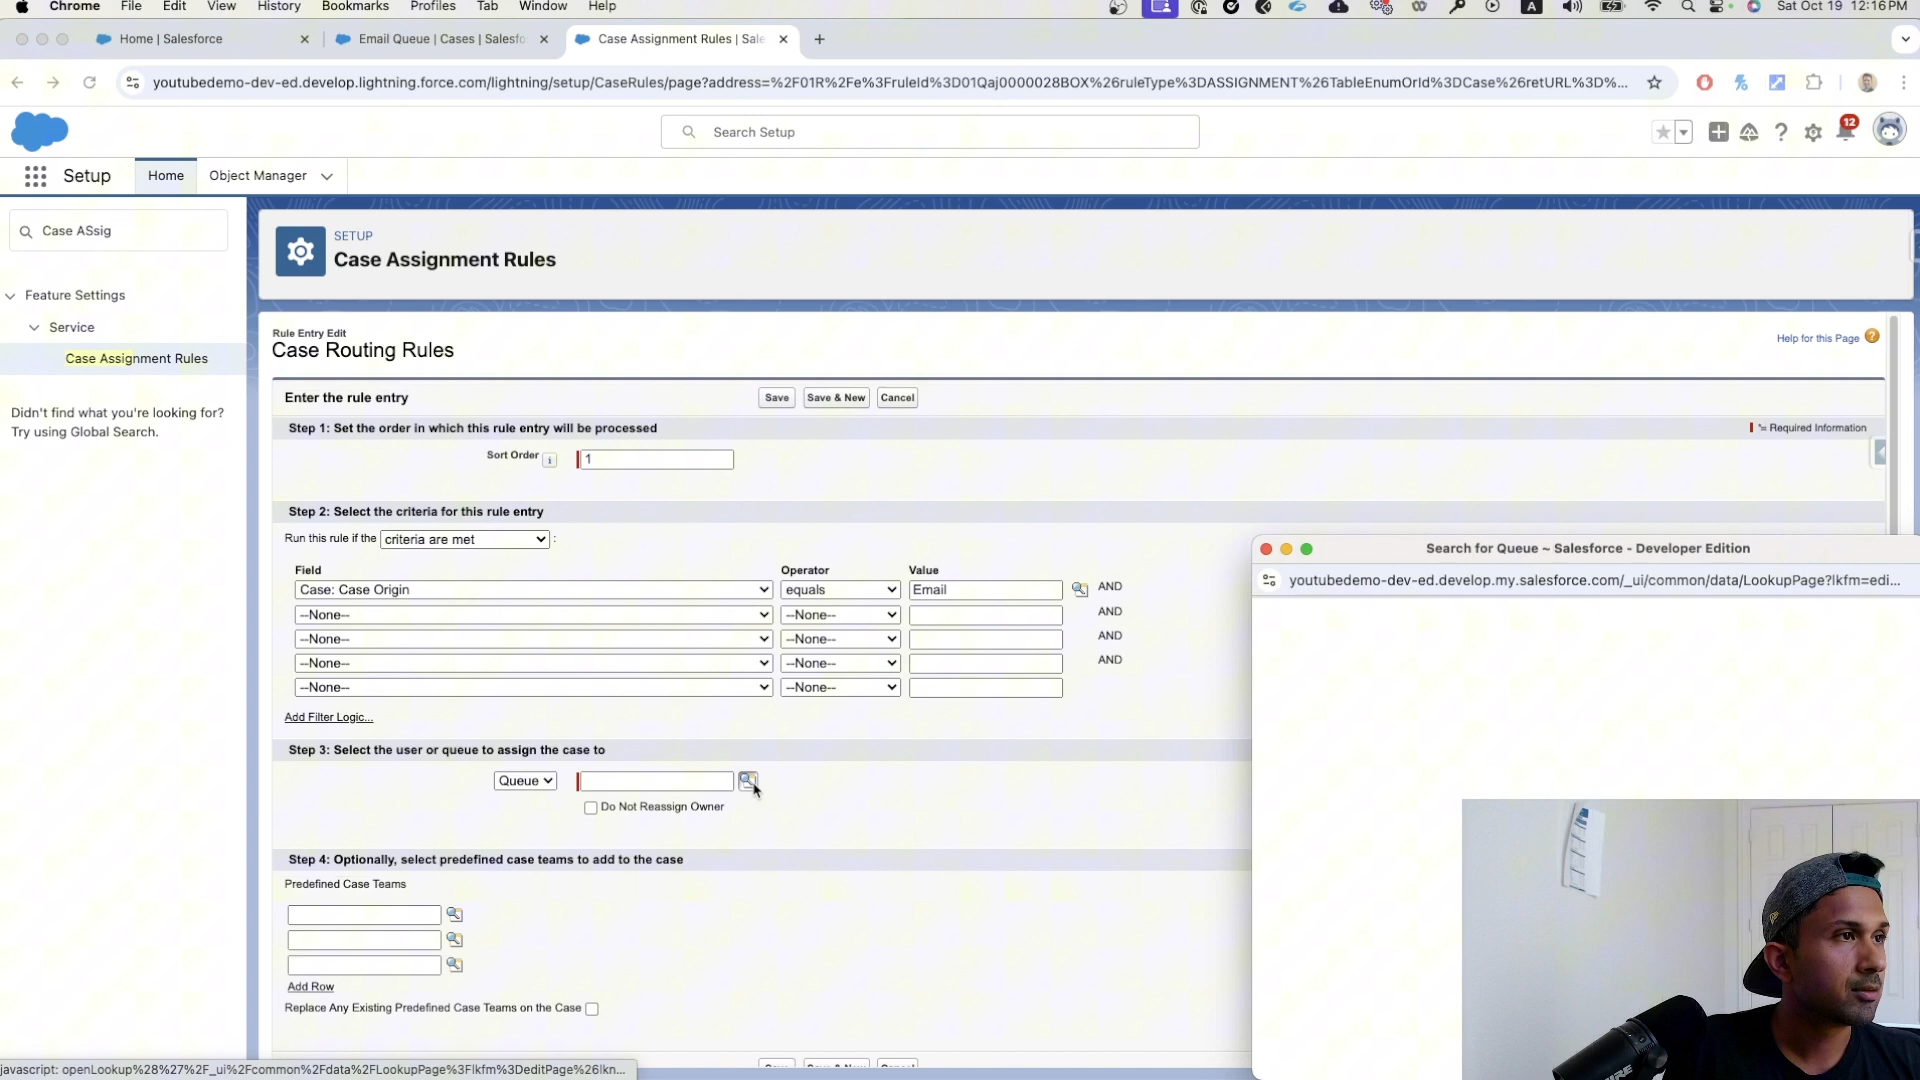 Chrome File Edit View History Bookmarks Profiles Tab Window Help
A
Sat Oct 19 12:16 PM
Home | Salesforce
Email Queue | Cases | Salesfo
Case Assignment Rules | Sale
youtubedemo-dev-ed.develop.lightning.force.com/lightning/setup/CaseRules/page?address=%2F01R%2Fe%3FruleId%3D01Qaj0000028BOX%26ruleType%3DASSIGNMENT%26TableEnumOrId%3DCase%26retURL%3D%...
Search Setup
12
Setup
Home
Object Manager
Case ASsig
Feature Settings
Service
Case Assignment Rules
Didn't find what you're looking for?
Try using Global Search.
SETUP
Case Assignment Rules
Rule Entry Edit
Case Routing Rules
Help for this Page ?
Enter the rule entry
Save
Save & New
Cancel
Step 1: Set the order in which this rule entry will be processed
*= Required Information
Sort Order i
1
Step 2: Select the criteria for this rule entry
Run this rule if the criteria are met :
Field Operator Value
Case: Case Origin equals Email AND
--None-- --None-- AND
--None-- --None-- AND
--None-- --None-- AND
--None-- --None--
Add Filter Logic...
Step 3: Select the user or queue to assign the case to
Queue
Do Not Reassign Owner
Step 4: Optionally, select predefined case teams to add to the case
Predefined Case Teams
Add Row
Replace Any Existing Predefined Case Teams on the Case
Save & New
Cancel
javascript: openLookup%28%27%2F_ui%2Fcommon%2Fdata%2FLookupPage%3Flkfm%3DeditPage%26lkn...
Search for Queue ~ Salesforce - Developer Edition
youtubedemo-dev-ed.develop.my.salesforce.com/_ui/common/data/LookupPage?lkfm=edi...
SHURE